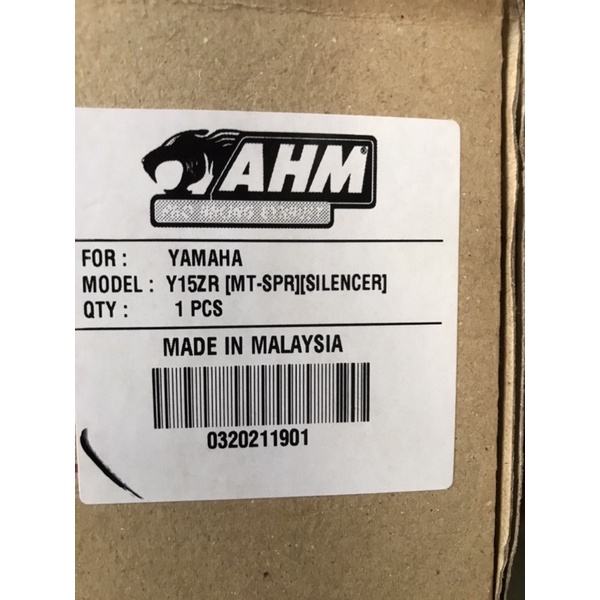 AHM®
FOR : YAMAHA
MODEL : Y15ZR [MT-SPR][SILENCER]
QTY : 1 PCS
MADE IN MALAYSIA
0320211901